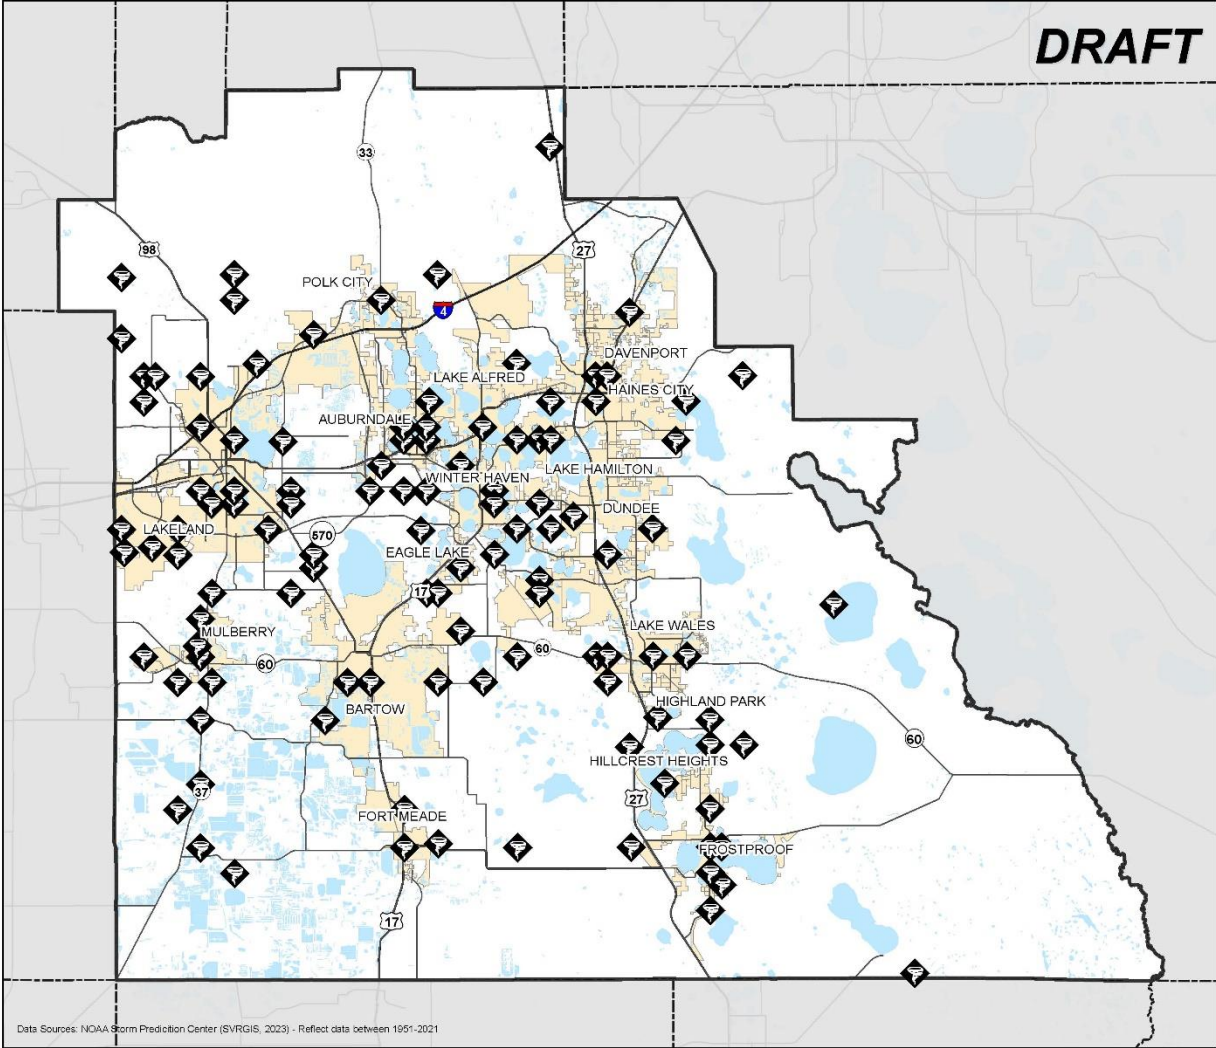 DRAFT
33
98
27
POLK CITY
4
DAVENPORT
LAKE ALFRED
HAINES CITY
AUBURNDALE
LAKE HAMILTON
WINTER HAVEN
DUNDEE
LAKELAND
570
EAGLE LAKE
17
LAKE WALES
MULBERRY
60
60
HIGHLAND PARK
BARTOW
60
HILLCREST HEIGHTS
37
27
FORT MEADE
FROSTPROOF
17
Data Sources: NOAA Storm Predicition Center (SVRGIS, 2023) - Reflect data between 1951-2021